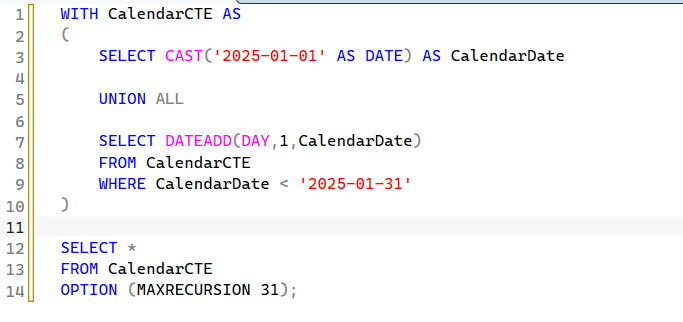 1 WITH CalendarCTE AS
2 (
3 SELECT CAST('2025-01-01' AS DATE) AS CalendarDate
4
5 UNION ALL
6
7 SELECT DATEADD(DAY,1,CalendarDate)
8 FROM CalendarCTE
9 WHERE CalendarDate < '2025-01-31'
10 )
11
12 SELECT *
13 FROM CalendarCTE
14 OPTION (MAXRECURSION 31);